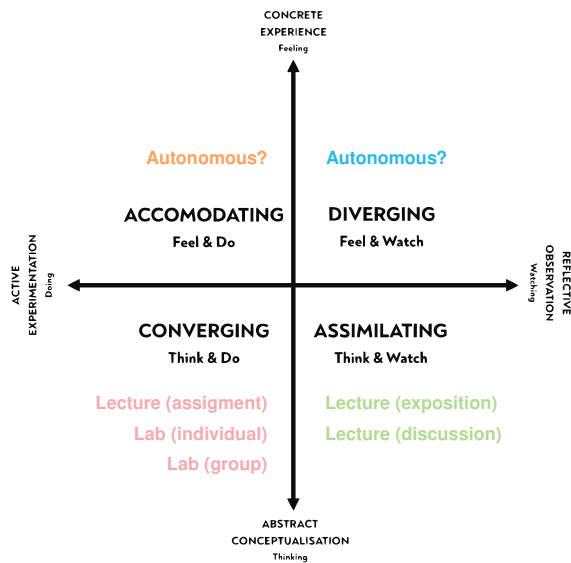 CONCRETE
EXPERIENCE
Feeling
Autonomous?
Autonomous?
ACCOMODATING
Feel & Do
DIVERGING
Feel & Watch
ACTIVE
EXPERIMENTATION
Doing
REFLECTIVE
OBSERVATION
Watching
CONVERGING
Think & Do
ASSIMILATING
Think & Watch
Lecture (assigment)
Lab (individual)
Lab (group)
Lecture (exposition)
Lecture (discussion)
ABSTRACT
CONCEPTUALISATION
Thinking